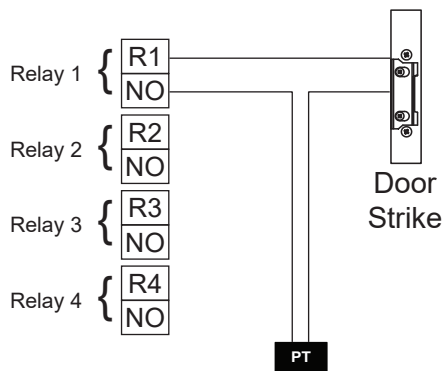 Relay 1 { R1
NO
Relay 2 { R2
NO
Relay 3 { R3
NO
Relay 4 { R4
NO
Door
Strike
PT